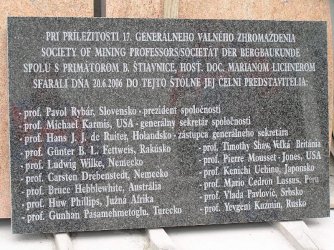 PRI PRÍLEŽITOSTI 17. GENERÁLNEHO VALNÉHO ZHROMAŽDENIA
SOCIETY OF MINING PROFESSORS/SOCIETÄT DER BERGBAUKUNDE
SPOLU S PRIMÁTOROM B. ŠTIAVNICE, HOST. DOC. MARIANOM LICHNEROM
SFÁRALI DŇA 20.6.2006 DO TEJTO ŠTÔLNE JEJ ČELNÍ PREDSTAVITELIA:
prof. Pavol Rybár, Slovensko - prezident spoločnosti
prof. Michael Karmis, USA - generálny sekretár spoločnosti
prof. Hans J. J. de Ruiter, Holandsko - zástupca generálneho sekretára
prof. Günter B. L. Fettweis, Rakúsko
prof. Ludwig Wilke, Nemecko
prof. Carsten Drebenstedt, Nemecko
prof. Bruce Hebblewhite, Austrália
prof. Huw Phillips, Južná Afrika
prof. Gunhan Pasamehmetoglu, Turecko
prof. Timothy Shaw, Veľká Británia
prof. Pierre Mousset - Jones, USA
prof. Kenichi Uchino, Japonsko
prof. Mario Cedrón Lassus, Peru
prof. Vlada Pavlović, Srbsko
prof. Yevgeni Kuzmin, Rusko